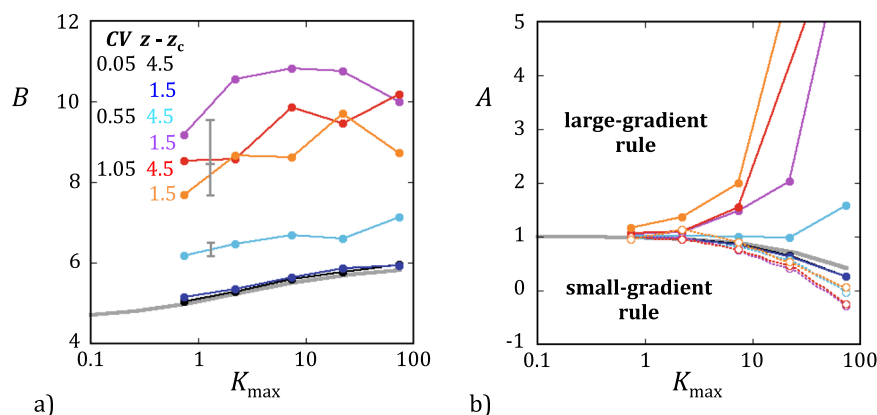 12
10
B
8
6
4
CV z - zc
0.05 4.5
1.5
0.55 4.5
1.5
1.05 4.5
1.5
0.1 1 10 100
Kmax
a)
5
4
A
3
2
1
0
-1
large-gradient
rule
small-gradient
rule
0.1 1 10 100
Kmax
b)